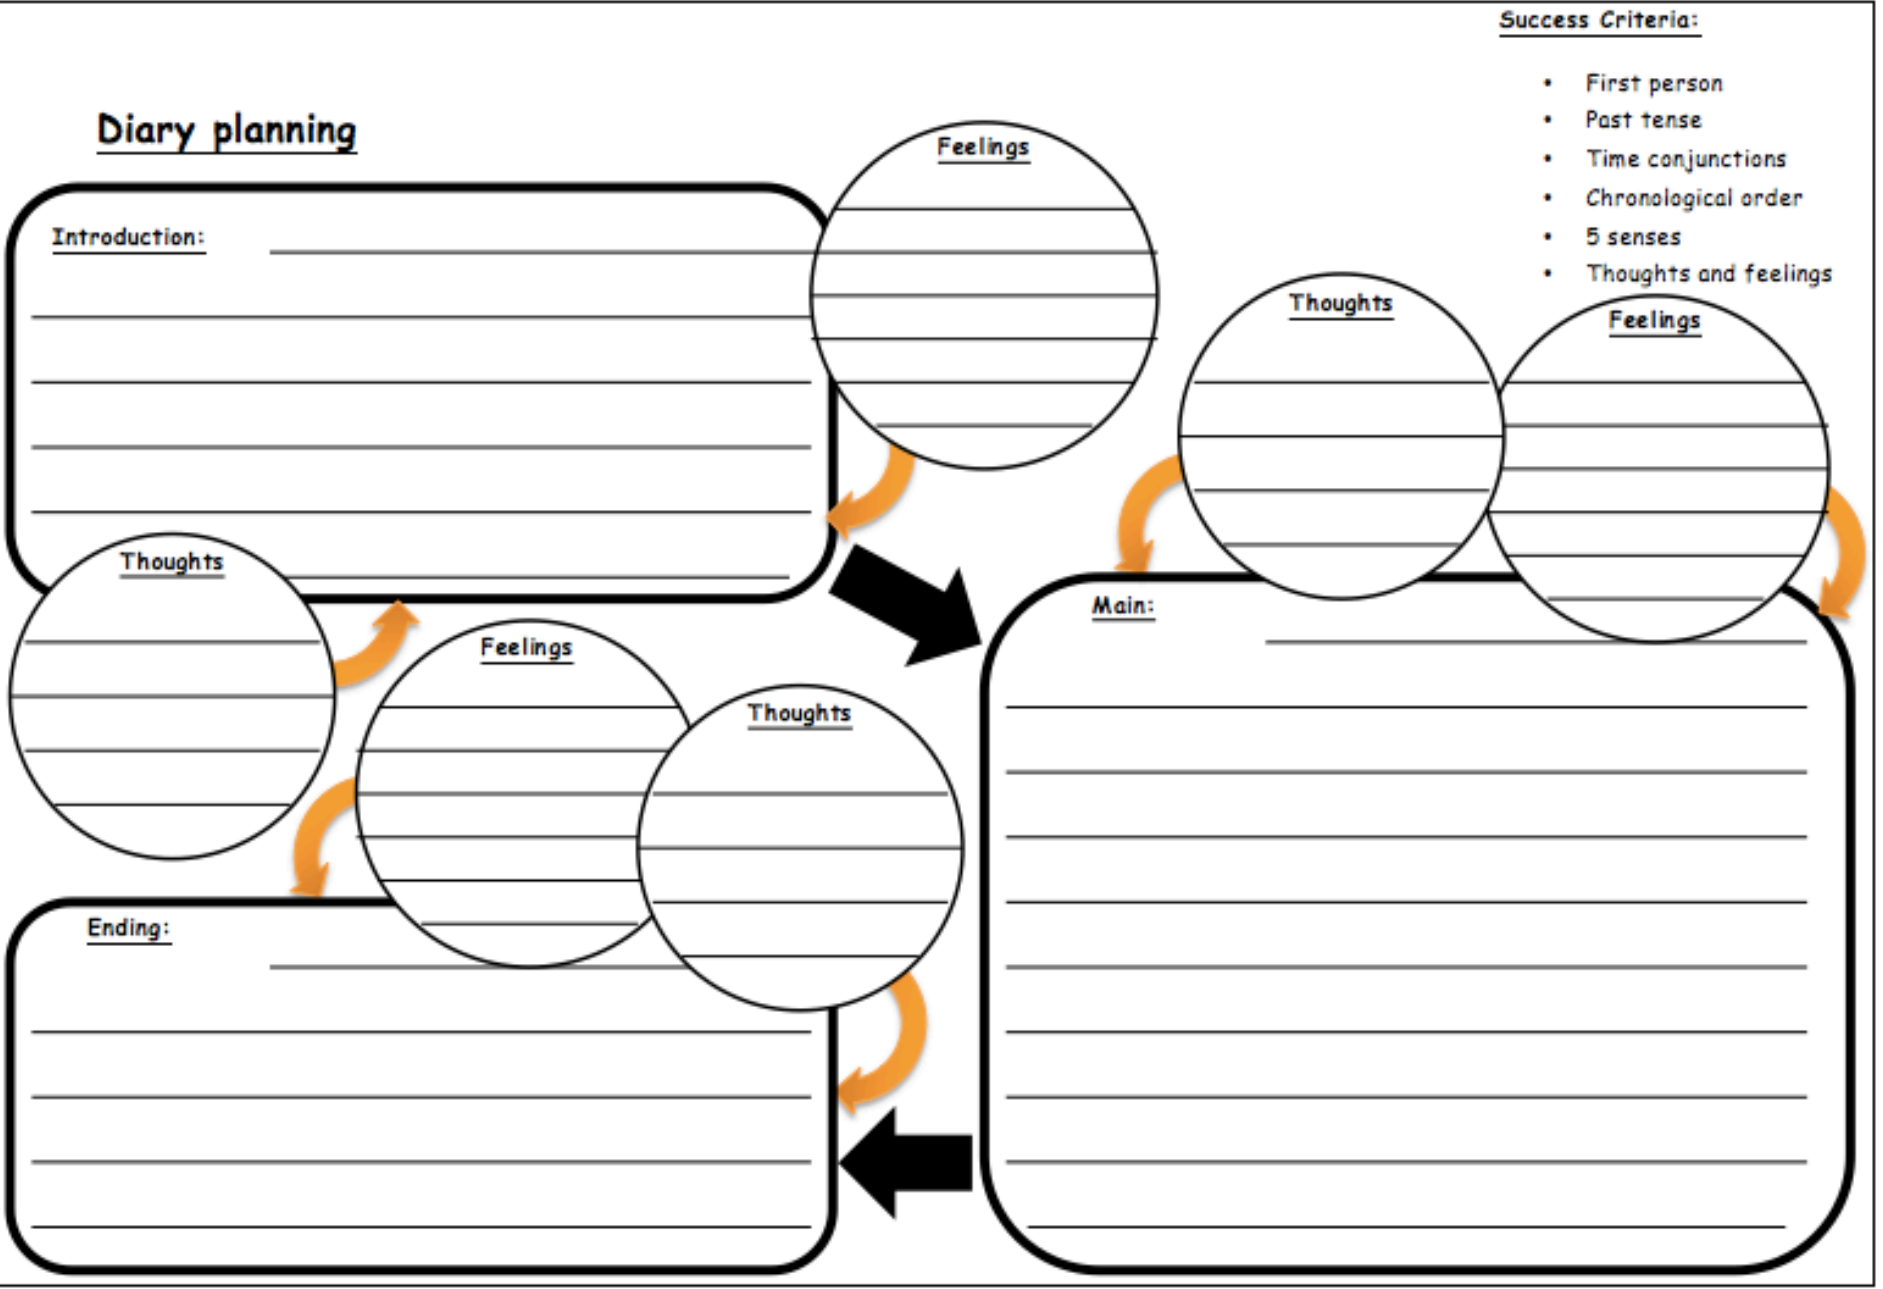 Diary planning
Success Criteria:
• First person
• Past tense
• Time conjunctions
• Chronological order
• 5 senses
• Thoughts and feelings
Introduction:
Feelings
Thoughts
Thoughts
Feelings
Main:
Feelings
Thoughts
Ending: